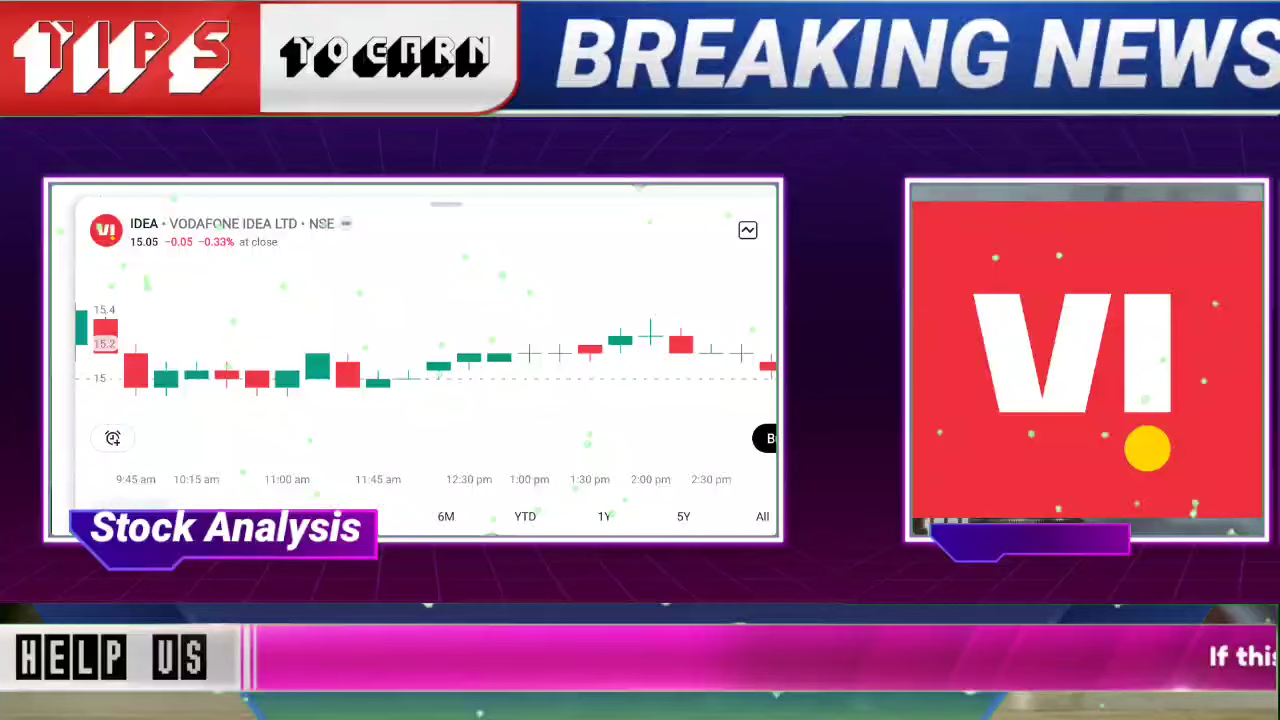 TIPS
TO EARN
BREAKING NEWS
IDEA • VODAFONE IDEA LTD • NSE
15.05 −0.05 −0.33% at close
15.4
15.2
15
B
9:45 am 10:15 am 11:00 am 11:45 am 12:30 pm 1:00 pm 1:30 pm 2:00 pm 2:30 pm
6M YTD 1Y 5Y All
Stock Analysis
VI
HELP US
If this